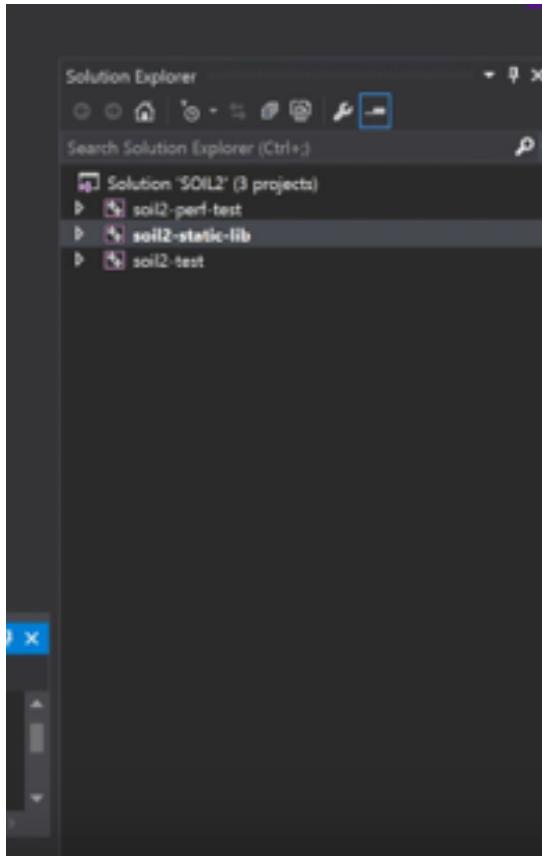 Solution Explorer
Search Solution Explorer (Ctrl+;)
Solution 'SOIL2' (3 projects)
soil2-perf-test
soil2-static-lib
soil2-test